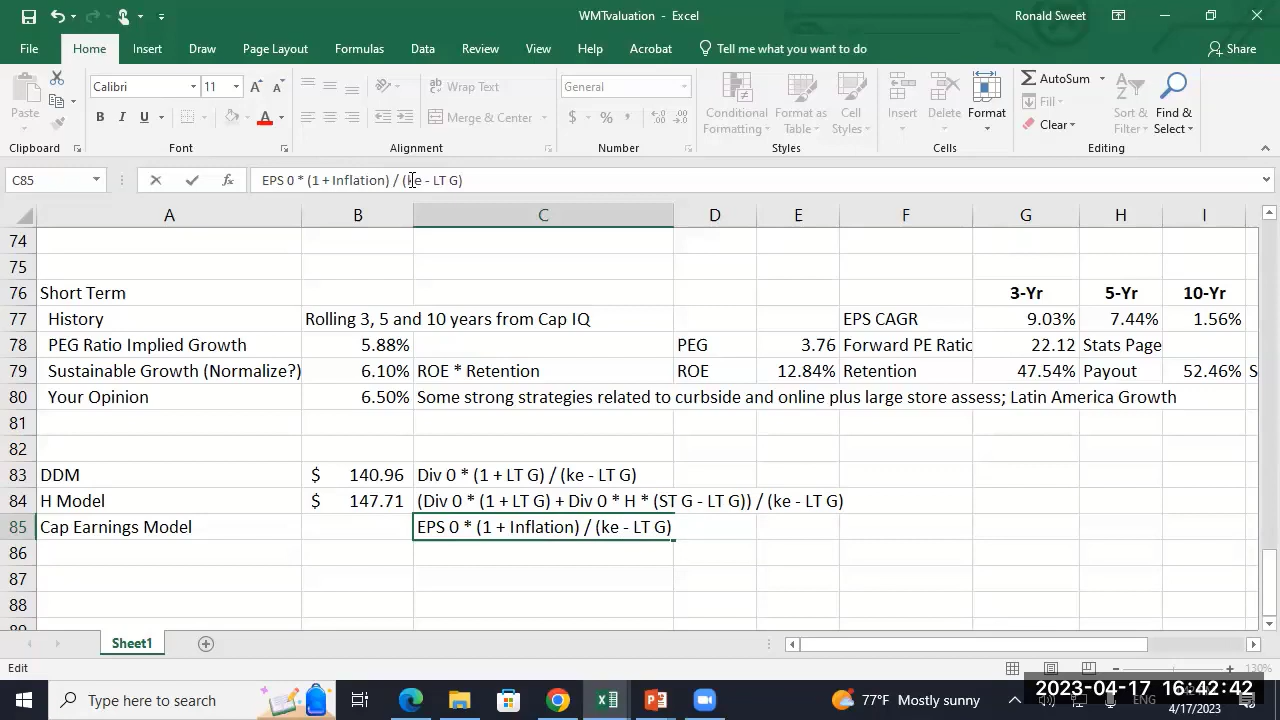 WMTvaluation - Excel
Ronald Sweet
File Home Insert Draw Page Layout Formulas Data Review View Help Acrobat Tell me what you want to do Share
Paste
Clipboard
Calibri 11
B I U A
Font
Wrap Text
Merge & Center
Alignment
General
$ % ,
Number
Conditional Formatting
Format as Table
Cell Styles
Styles
Insert
Delete
Format
Cells
AutoSum
Fill
Clear
Sort & Filter
Find & Select
Editing
C85 fx EPS 0 * (1 + Inflation) / (ke - LT G)
A B C D E F G H I
74
75
76 Short Term 3-Yr 5-Yr 10-Yr
77 History Rolling 3, 5 and 10 years from Cap IQ EPS CAGR 9.03% 7.44% 1.56%
78 PEG Ratio Implied Growth 5.88% PEG 3.76 Forward PE Ratio 22.12 Stats Page
79 Sustainable Growth (Normalize?) 6.10% ROE * Retention ROE 12.84% Retention 47.54% Payout 52.46% S
80 Your Opinion 6.50% Some strong strategies related to curbside and online plus large store assess; Latin America Growth
81
82
83 DDM $ 140.96 Div 0 * (1 + LT G) / (ke - LT G)
84 H Model $ 147.71 (Div 0 * (1 + LT G) + Div 0 * H * (ST G - LT G)) / (ke - LT G)
85 Cap Earnings Model EPS 0 * (1 + Inflation) / (ke - LT G)
86
87
88
Sheet1
Edit
130%
Type here to search
77°F Mostly sunny
ENG
2023-04-17 16:42:42
4/17/2023